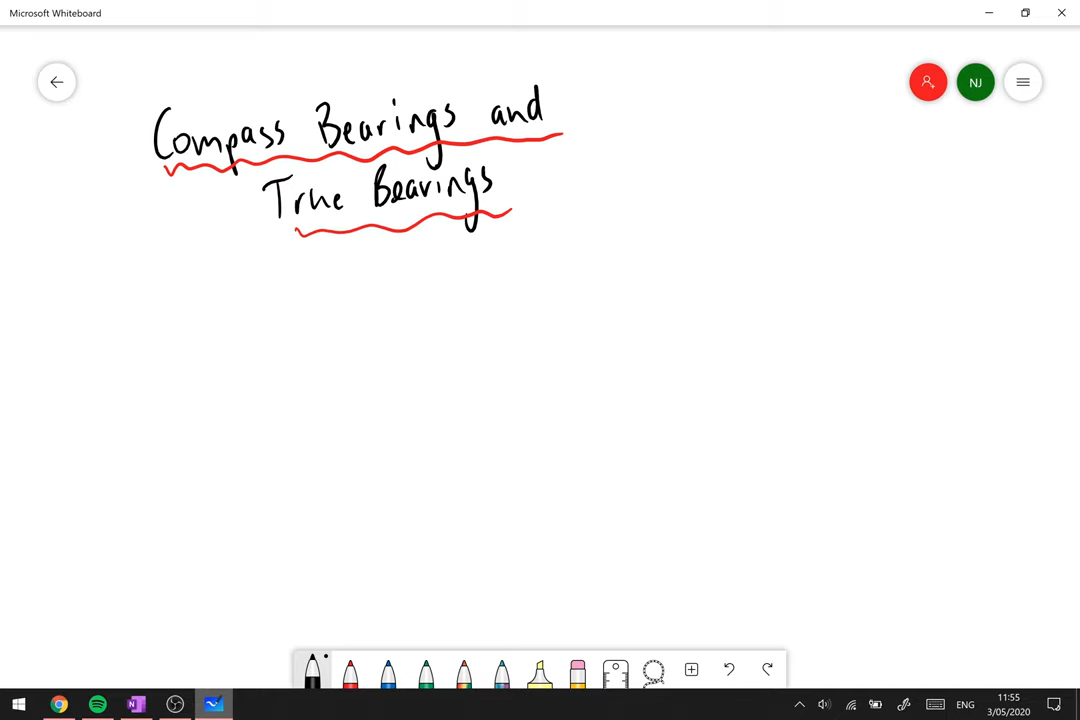 Microsoft Whiteboard
NJ
Compass Bearings and
True Bearings
N
ENG
11:55
3/05/2020